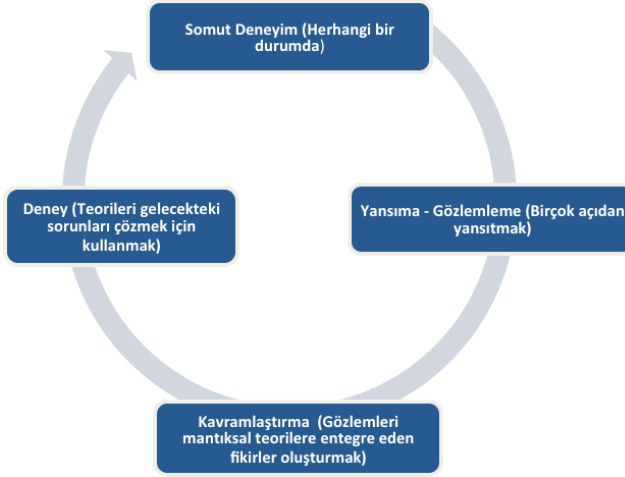 Somut Deneyim (Herhangi bir
durumda)
Yansıma - Gözlemleme (Birçok açıdan
yansıtmak)
Deney (Teorileri gelecekteki
sorunları çözmek için
kullanmak)
Kavramlaştırma (Gözlemleri
mantıksal teorilere entegre eden
fikirler oluşturmak)